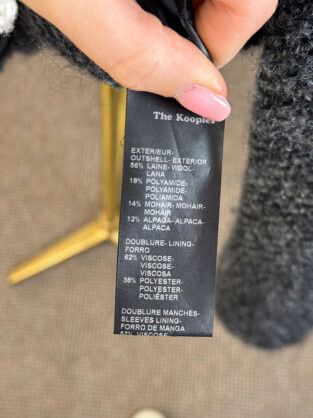 The Kooples
EXTERIEUR-
OUTSHELL- EXTERIOR
56% LAINE- WOOL-
LANA
18% POLYAMIDE-
POLYAMIDE-
POLIAMIDA
14% MOHAIR- MOHAIR-
MOHAIR
12% ALPAGA- ALPACA-
ALPACA
DOUBLURE- LINING-
FORRO
62% VISCOSE-
VISCOSE-
VISCOSA
38% POLYESTER-
POLYESTER-
POLIÉSTER
DOUBLURE MANCHES-
SLEEVES LINING-
FORRO DE MANGA
57% VISCOSE-